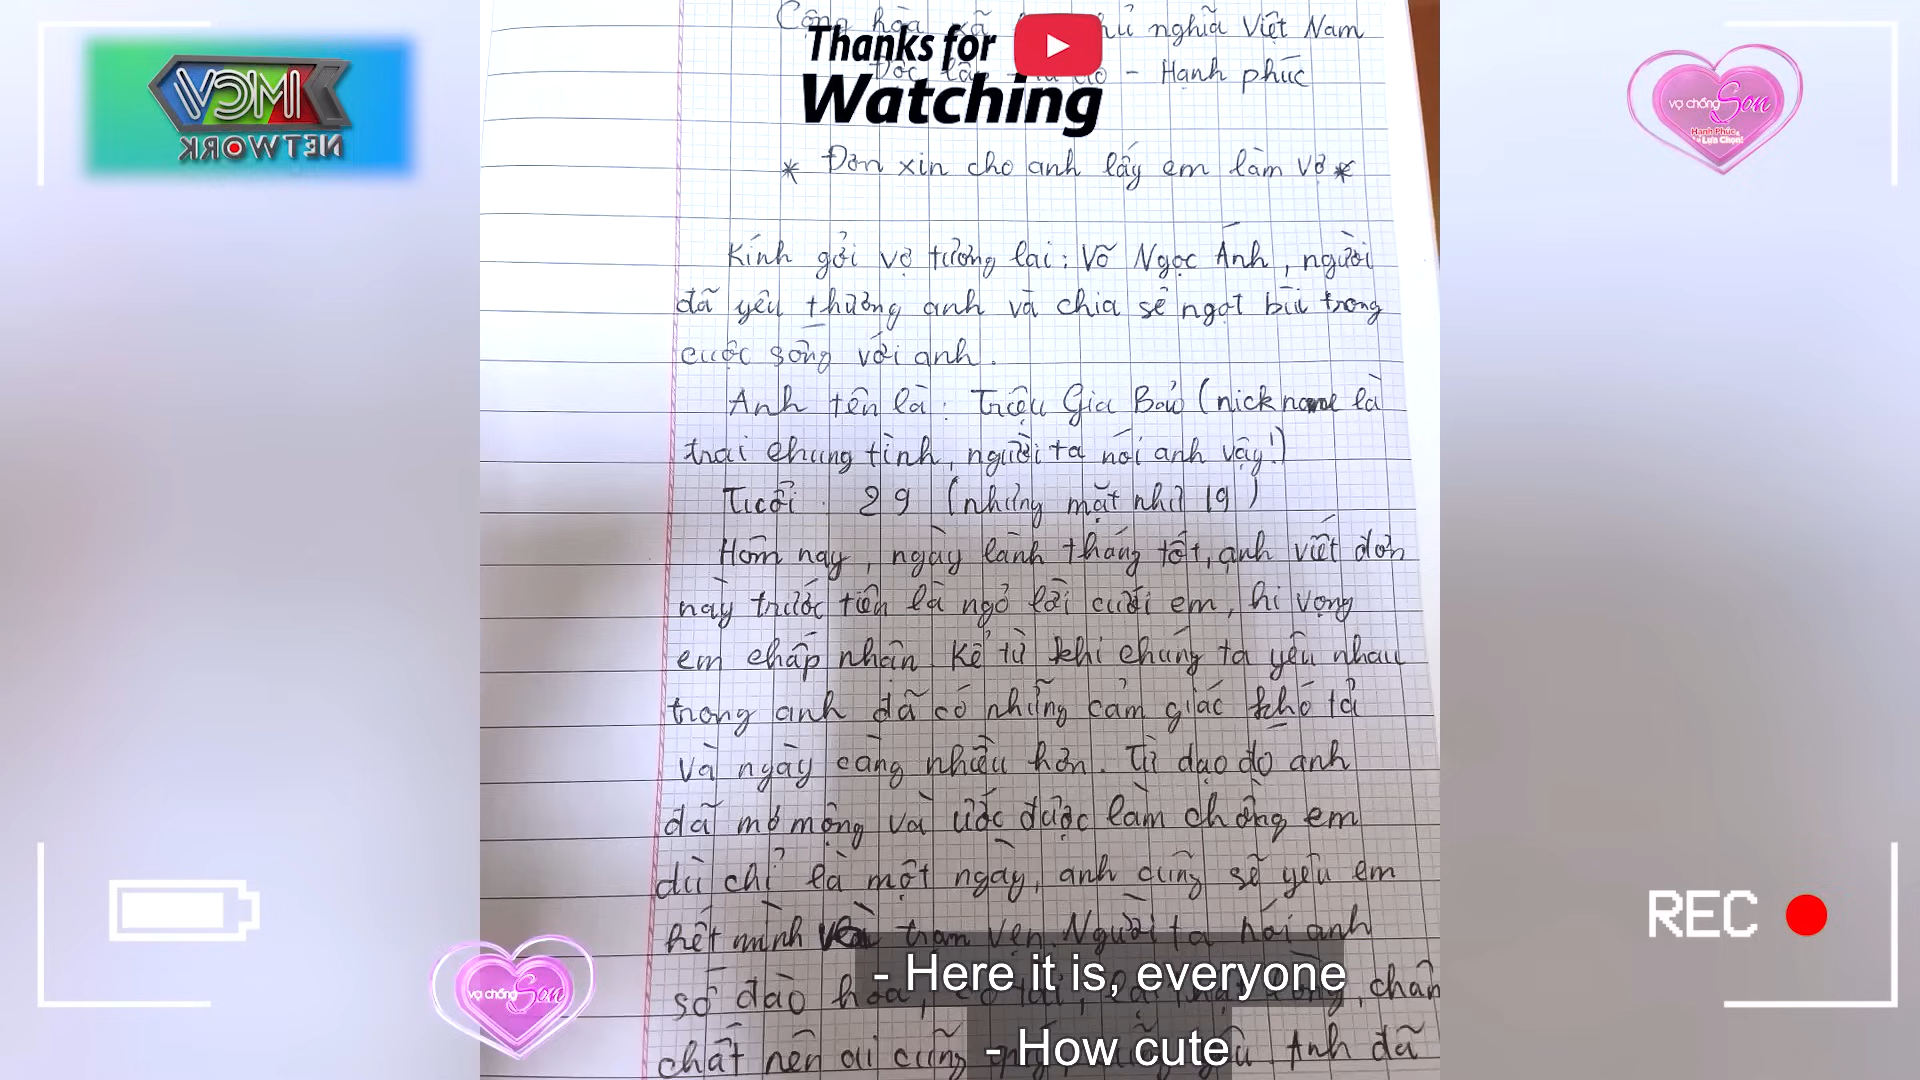 Cộng hòa xã chủ nghĩa Việt Nam
Thanks for
Độc lập - Tự do - Hạnh phúc
Watching
MCV
NETWORK
vợ chồng Son
Hạnh Phúc
Lựa Chọn!
* Đơn xin cho anh lấy em làm vợ *
Kính gởi vợ tương lai: Võ Ngọc Ánh, người
đã yêu thương anh và chia sẻ ngọt bùi trong
cuộc sống với anh.
Anh tên là: Triệu Gia Bảo (nick name là
trai chung tình, người ta nói anh vậy!)
Tuổi: 29 (nhưng mặt như 19)
Hôm nay, ngày lành tháng tốt, anh viết đơn
này trước tiên là ngỏ lời cưới em, hi vọng
em chấp nhận. Kể từ khi chúng ta yêu nhau
trong anh đã có những cảm giác khó tả
và ngày càng nhiều hơn. Từ dạo đó anh
đã mơ mộng và ước được làm chồng em
dù chỉ là một ngày, anh cũng sẽ yêu em
hết mình và trọn vẹn. Người ta nói anh
REC
- Here it is, everyone
số đào hoa, chân
vợ chồng Son
- How cute
chất nên ai cũng Anh đã